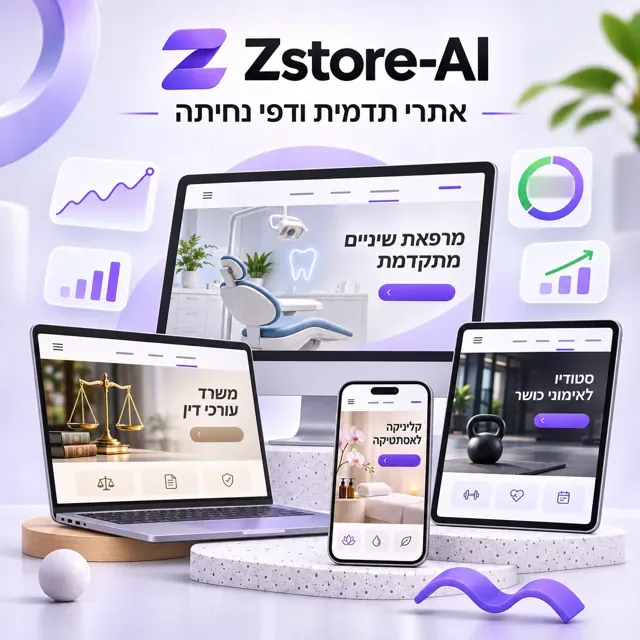 Zstore-AI
אתרי תדמית ודפי נחיתה
מרפאת שיניים
מתקדמת
משרד
עורכי דין
קליניקה
לאסתטיקה
סטודיו
לאימוני כושר